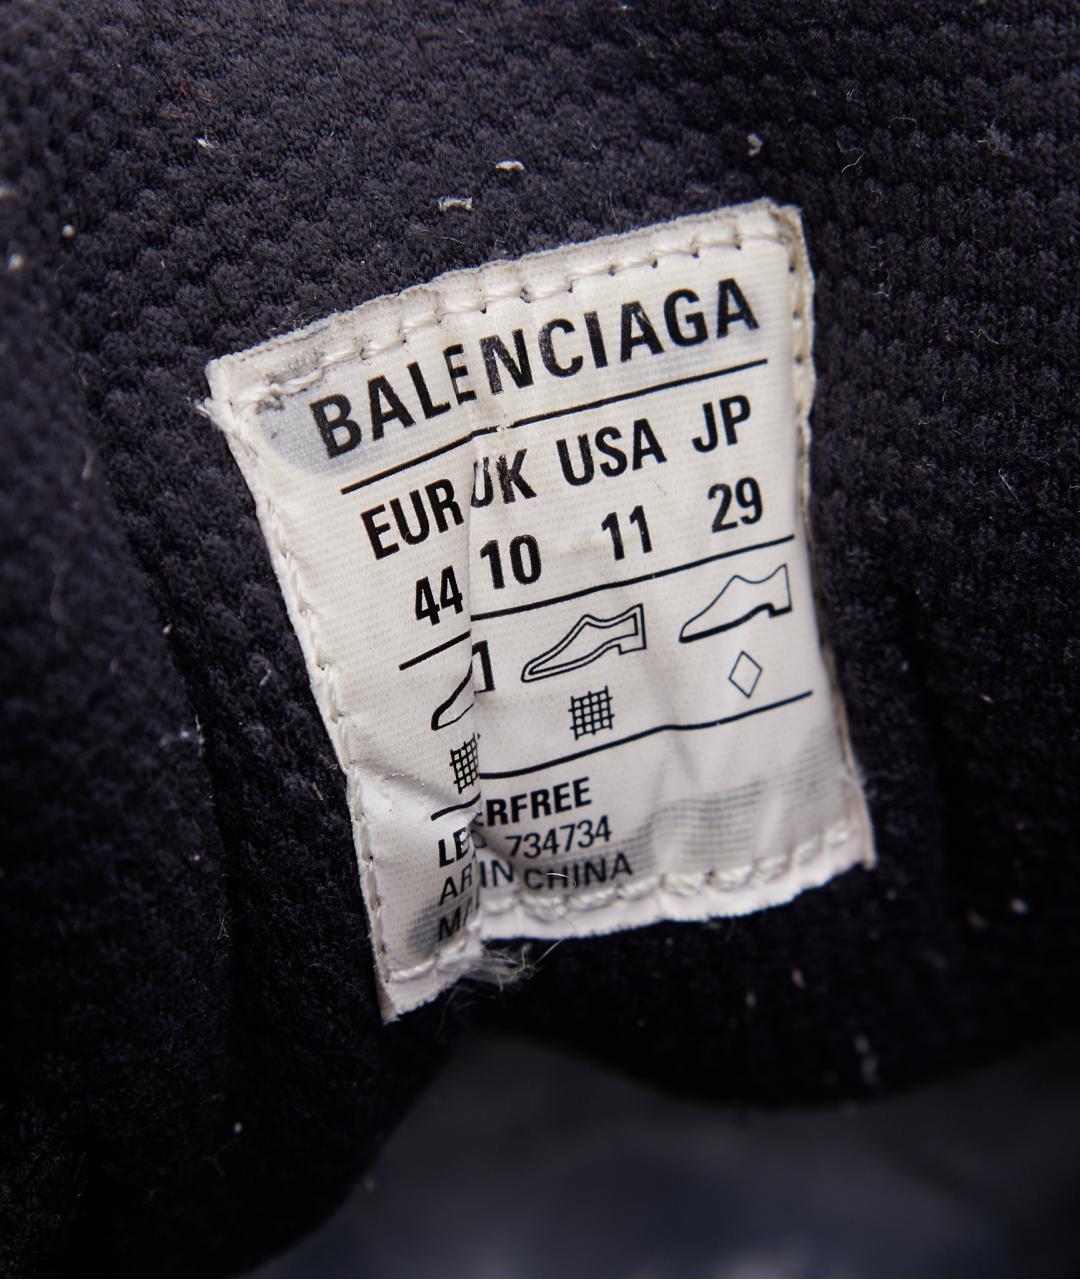 BALENCIAGA
EUR UK USA JP
44 10 11 29
ERFREE
734734
IN CHINA